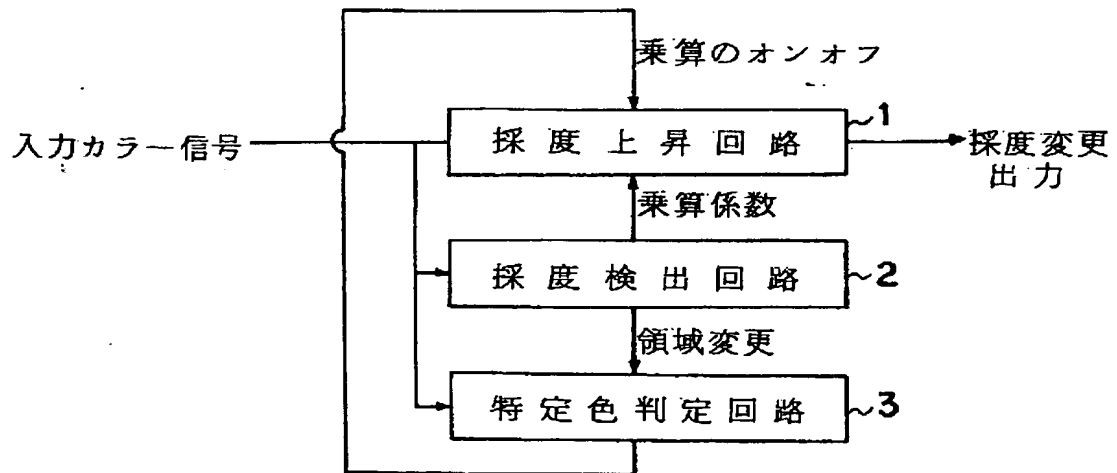 乗算のオンオフ
入力カラー信号
採度上昇回路
1
採度変更
出力
乗算係数
採度検出回路
2
領域変更
特定色判定回路
3